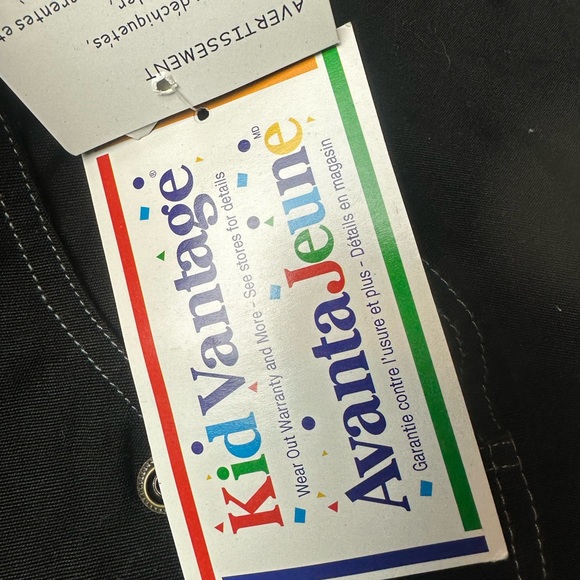 AVERTISSEMENT
déchiquetés,
Kid Vantage®
Wear Out Warranty and More - See stores for details
AvantaJeune MD
Garantie contre l'usure et plus - Détails en magasin